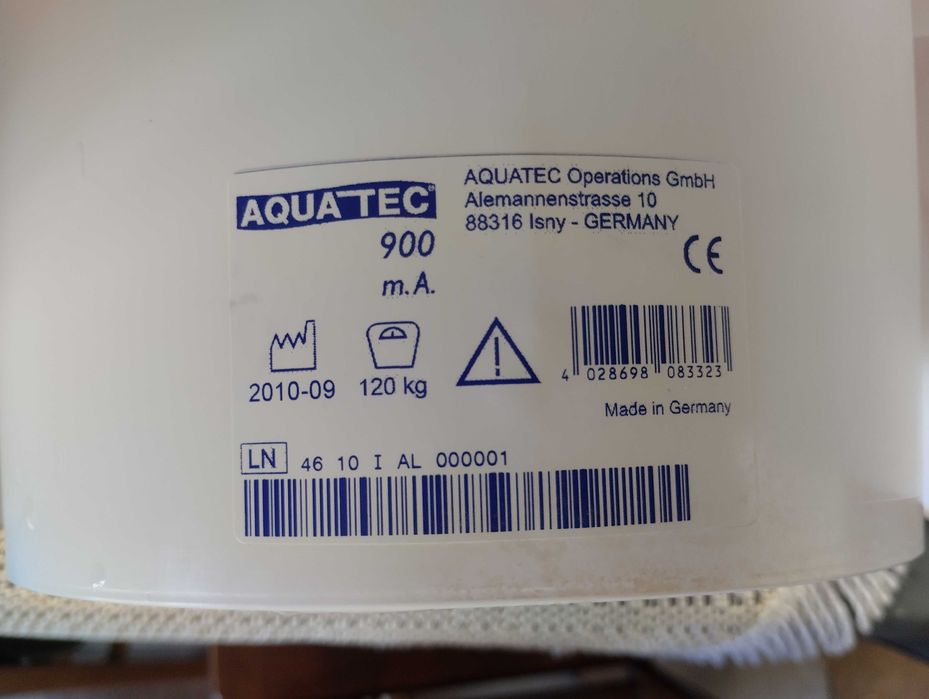 AQUATEC®
900
m.A.
AQUATEC Operations GmbH
Alemannenstrasse 10
88316 Isny - GERMANY
CE
2010-09
120 kg
!
4 028698 083323
Made in Germany
LN 46 10 I AL 000001